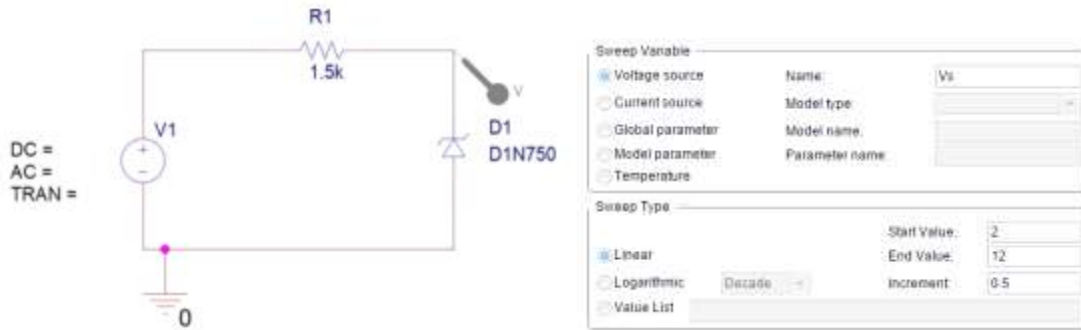 R1
1.5k
V
V1
DC =
AC =
TRAN =
D1
D1N750
0
Sweep Variable
Voltage source Name: Vs
Current source Model type:
Global parameter Model name:
Model parameter Parameter name:
Temperature
Sweep Type
Start Value: 2
Linear End Value: 12
Logarithmic Decade Increment: 0.5
Value List